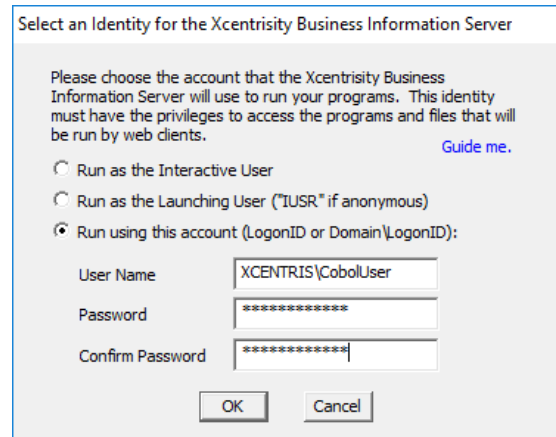 Select an Identity for the Xcentrisity Business Information Server
Please choose the account that the Xcentrisity Business
Information Server will use to run your programs. This identity
must have the privileges to access the programs and files that will
be run by web clients.
Guide me.
Run as the Interactive User
Run as the Launching User ("IUSR" if anonymous)
Run using this account (LogonID or Domain\LogonID):
User Name XCENTRIS\CobolUser
Password ************
Confirm Password ************
OK Cancel